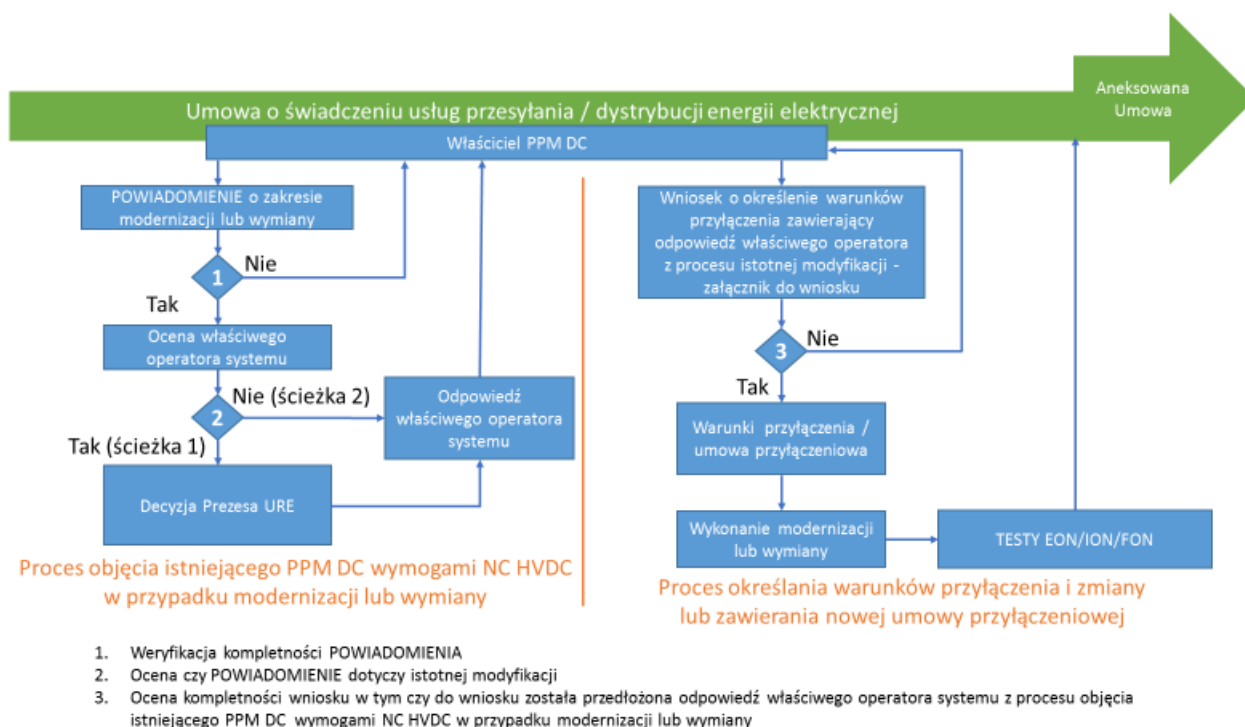 Aneksowana
Umowa
Umowa o świadczeniu usług przesyłania / dystrybucji energii elektrycznej
Właściciel PPM DC
POWIADOMIENIE o zakresie
modernizacji lub wymiany
1
Nie
Tak
Ocena właściwego
operatora systemu
2
Nie (ścieżka 2)
Tak (ścieżka 1)
Odpowiedź
właściwego operatora
systemu
Decyzja Prezesa URE
Proces objęcia istniejącego PPM DC wymogami NC HVDC
w przypadku modernizacji lub wymiany
Wniosek o określenie warunków
przyłączenia zawierający
odpowiedź właściwego operatora
z procesu istotnej modyfikacji -
załącznik do wniosku
3
Nie
Tak
Warunki przyłączenia /
umowa przyłączeniowa
Wykonanie modernizacji
lub wymiany
TESTY EON/ION/FON
Proces określania warunków przyłączenia i zmiany
lub zawierania nowej umowy przyłączeniowej
1. Weryfikacja kompletności POWIADOMIENIA
2. Ocena czy POWIADOMIENIE dotyczy istotnej modyfikacji
3. Ocena kompletności wniosku w tym czy do wniosku została przedłożona odpowiedź właściwego operatora systemu z procesu objęcia
istniejącego PPM DC wymogami NC HVDC w przypadku modernizacji lub wymiany